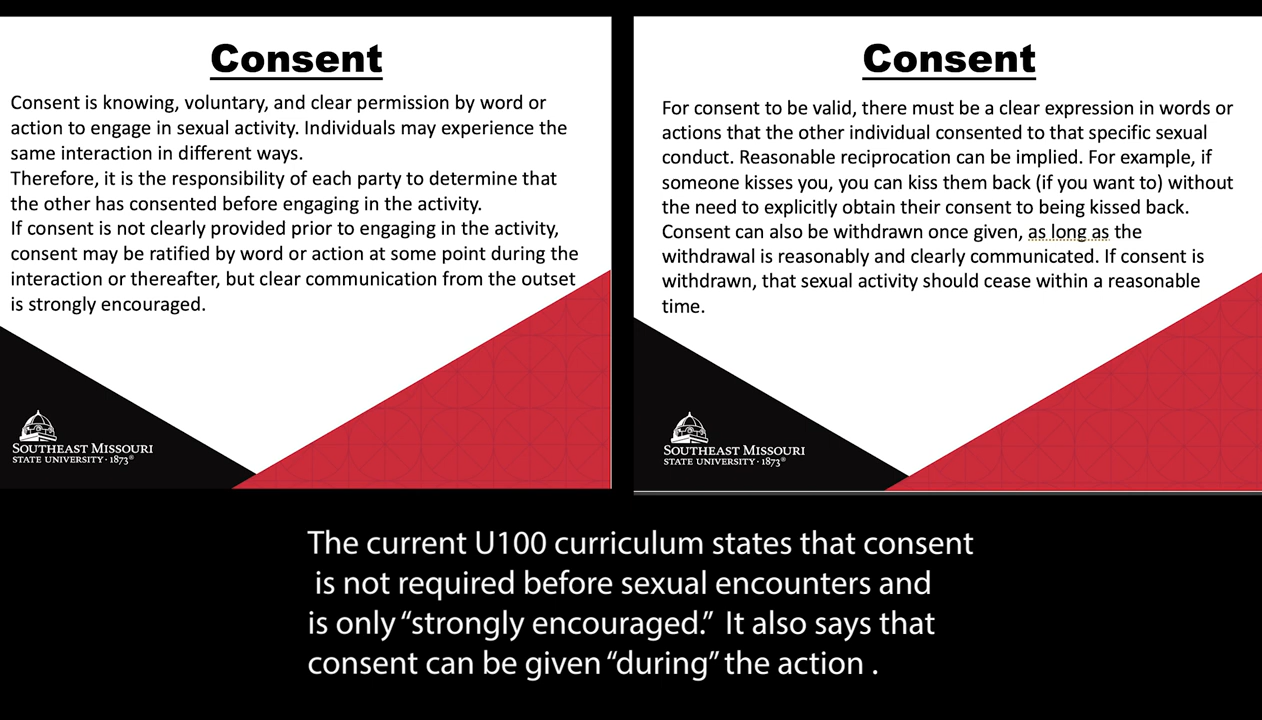 Consent
Consent is knowing, voluntary, and clear permission by word or
action to engage in sexual activity. Individuals may experience the
same interaction in different ways.
Therefore, it is the responsibility of each party to determine that
the other has consented before engaging in the activity.
If consent is not clearly provided prior to engaging in the activity,
consent may be ratified by word or action at some point during the
interaction or thereafter, but clear communication from the outset
is strongly encouraged.
SOUTHEAST MISSOURI
STATE UNIVERSITY · 1873®
Consent
For consent to be valid, there must be a clear expression in words or
actions that the other individual consented to that specific sexual
conduct. Reasonable reciprocation can be implied. For example, if
someone kisses you, you can kiss them back (if you want to) without
the need to explicitly obtain their consent to being kissed back.
Consent can also be withdrawn once given, as long as the
withdrawal is reasonably and clearly communicated. If consent is
withdrawn, that sexual activity should cease within a reasonable
time.
SOUTHEAST MISSOURI
STATE UNIVERSITY · 1873®
The current U100 curriculum states that consent
is not required before sexual encounters and
is only “strongly encouraged.” It also says that
consent can be given “during” the action .